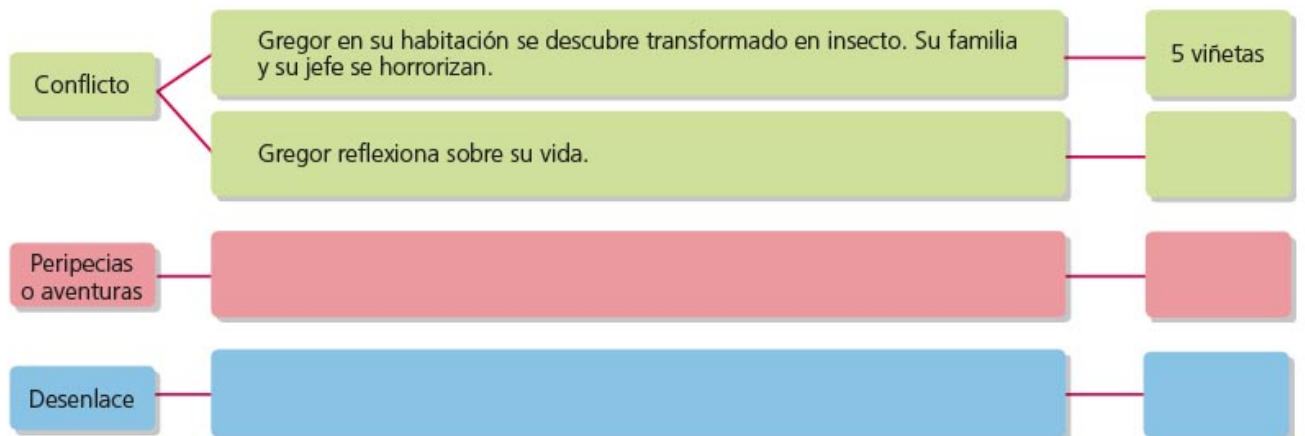 Conflicto
Gregor en su habitación se descubre transformado en insecto. Su familia
y su jefe se horrorizan.
5 viñetas
Gregor reflexiona sobre su vida.
Peripecias
o aventuras
Desenlace